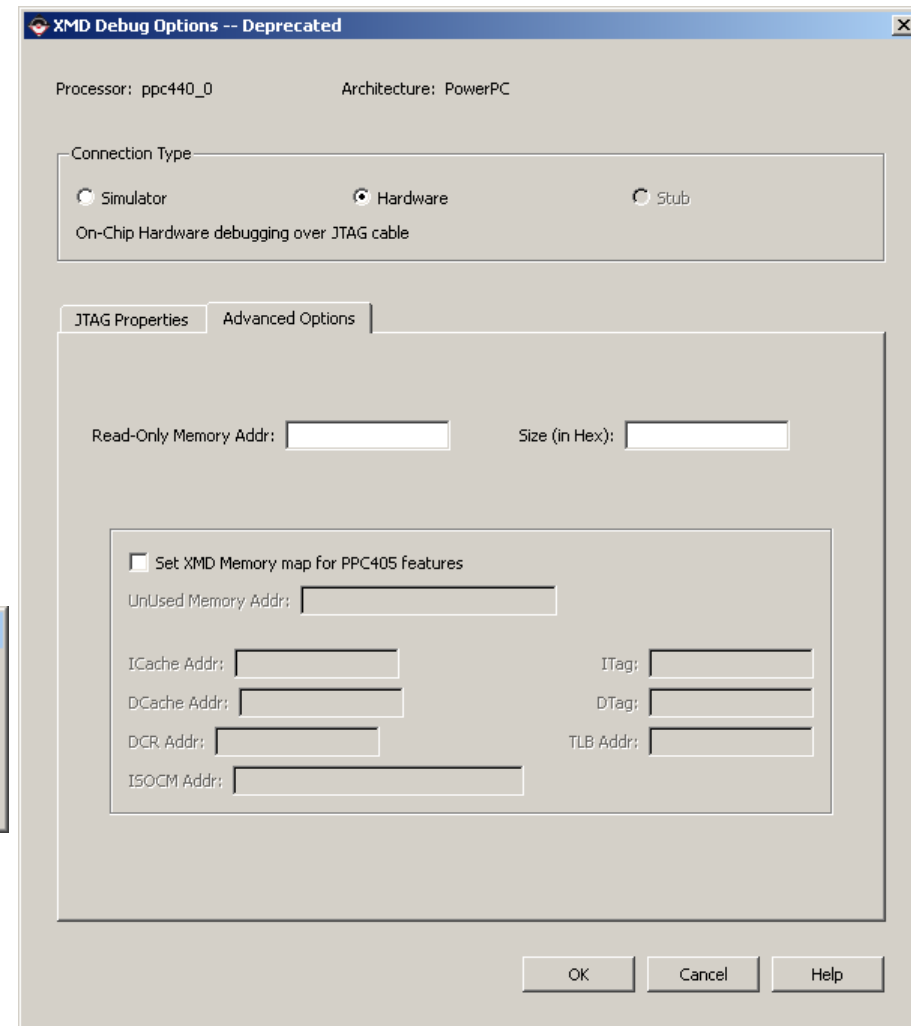 XMD Debug Options -- Deprecated
Processor: ppc440_0 Architecture: PowerPC
Connection Type
Simulator Hardware Stub
On-Chip Hardware debugging over JTAG cable
JTAG Properties Advanced Options
Read-Only Memory Addr: Size (in Hex):
Set XMD Memory map for PPC405 features
UnUsed Memory Addr:
ICache Addr: ITag:
DCache Addr: DTag:
DCR Addr: TLB Addr:
ISOCM Addr:
OK Cancel Help